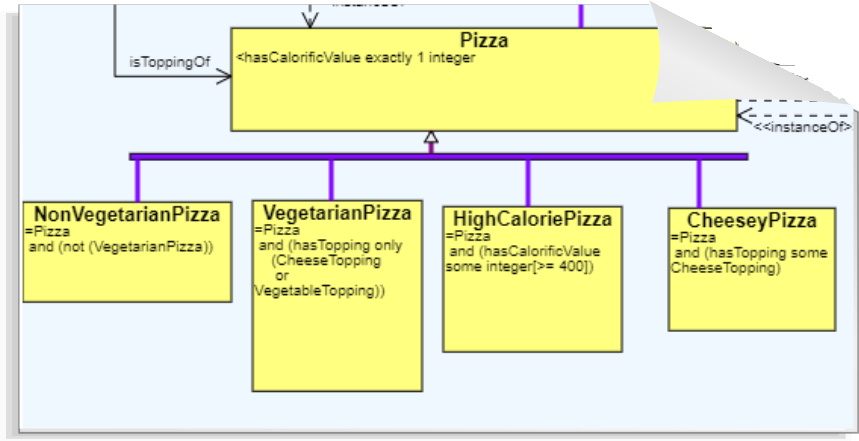 Pizza
isToppingOf
<hasCalorificValue exactly 1 integer
<<instanceOf>
NonVegetarianPizza
=Pizza
and (not (VegetarianPizza))
VegetarianPizza
=Pizza
and (hasTopping only
(CheeseTopping
or
VegetableTopping))
HighCaloriePizza
=Pizza
and (hasCalorificValue
some integer[>= 400])
CheeseyPizza
=Pizza
and (hasTopping some
CheeseTopping)